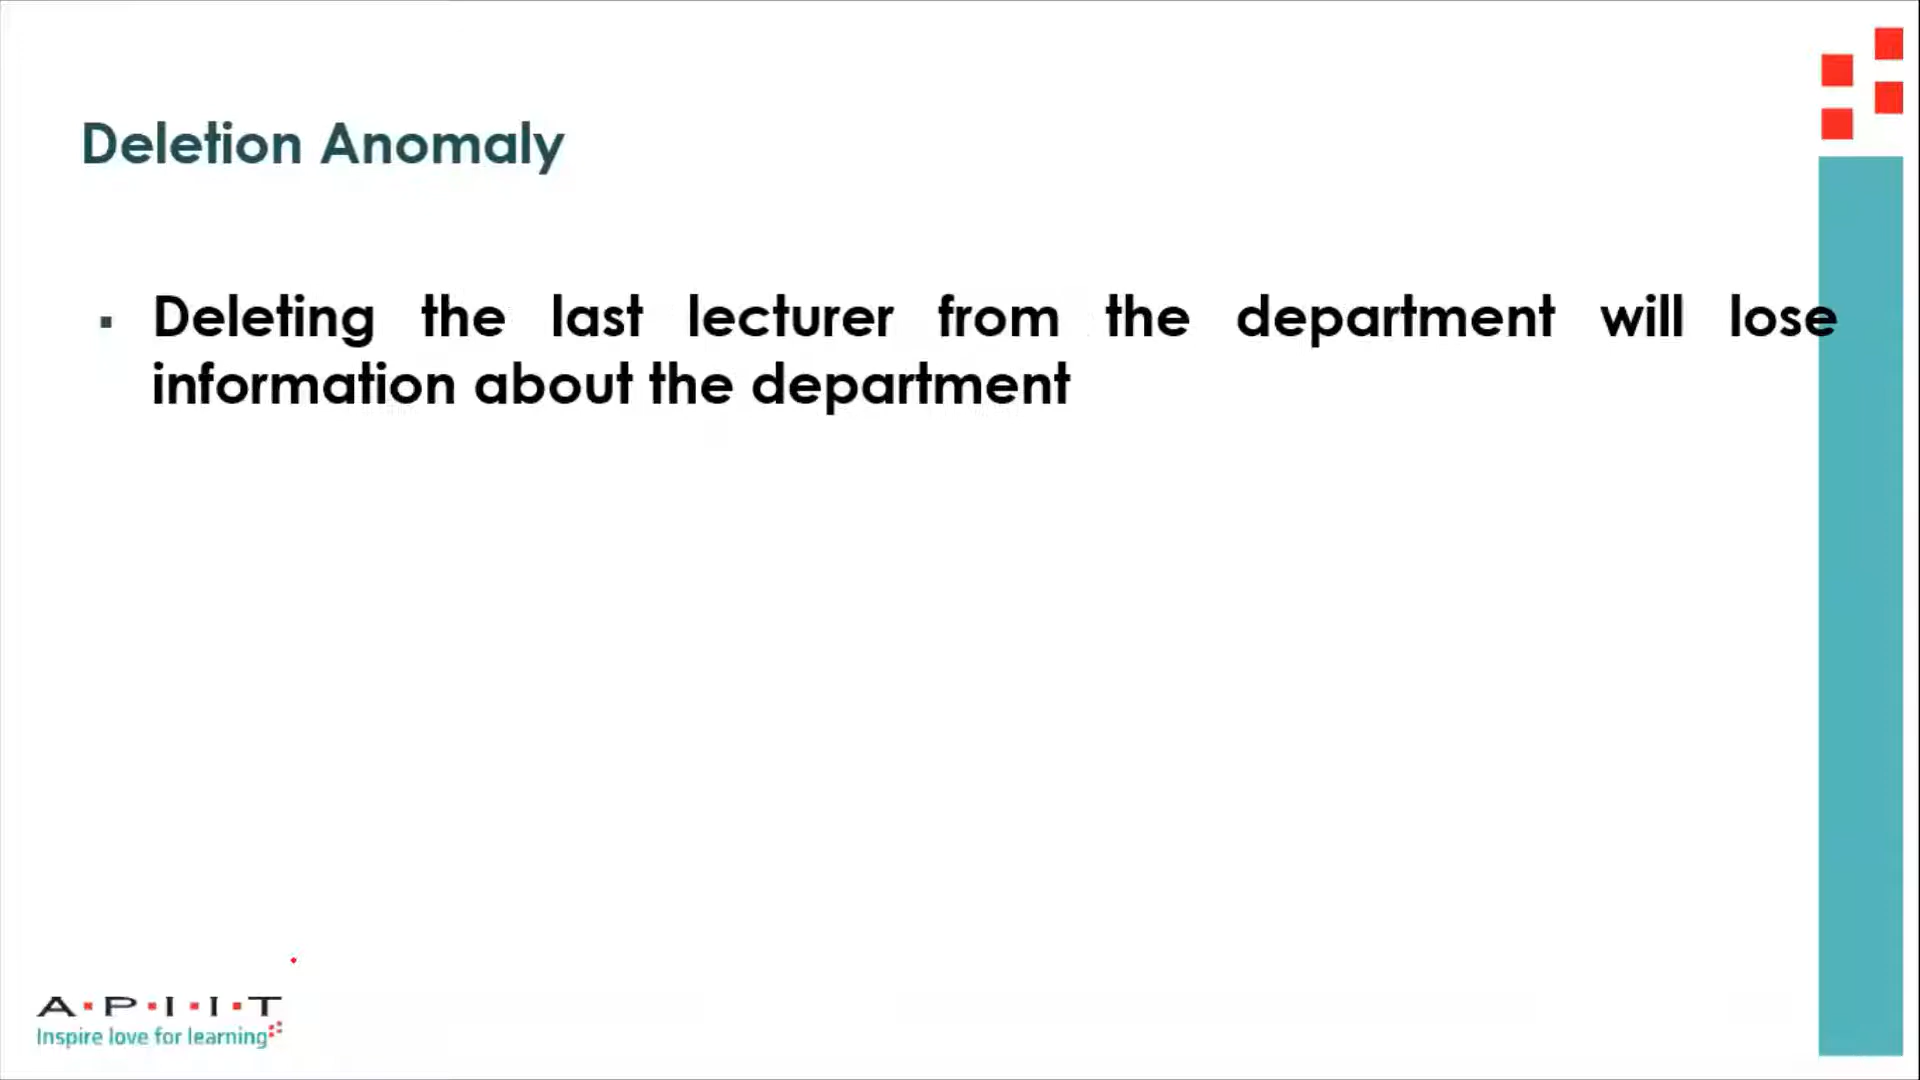 Deletion Anomaly
▪ Deleting the last lecturer from the department will lose
information about the department
A·P·I·I·T
Inspire love for learning